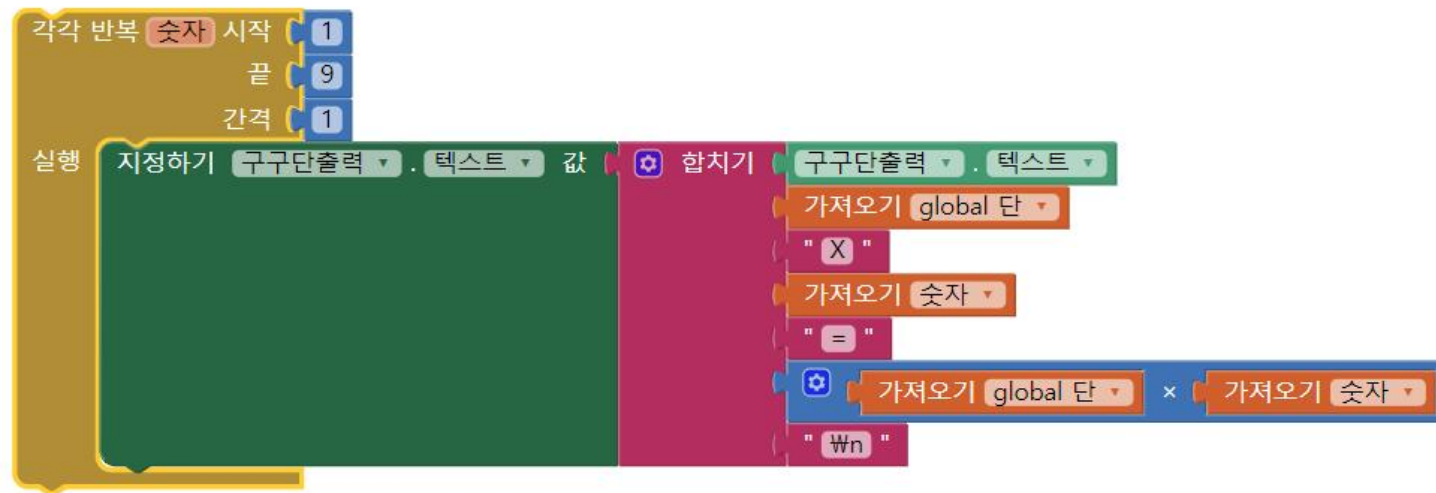 각각 반복 숫자 시작 1
끝 9
간격 1
실행 지정하기 구구단출력 . 텍스트 값 합치기 구구단출력 . 텍스트
가져오기 global 단
" X "
가져오기 숫자
" = "
가져오기 global 단 × 가져오기 숫자
" ₩n "